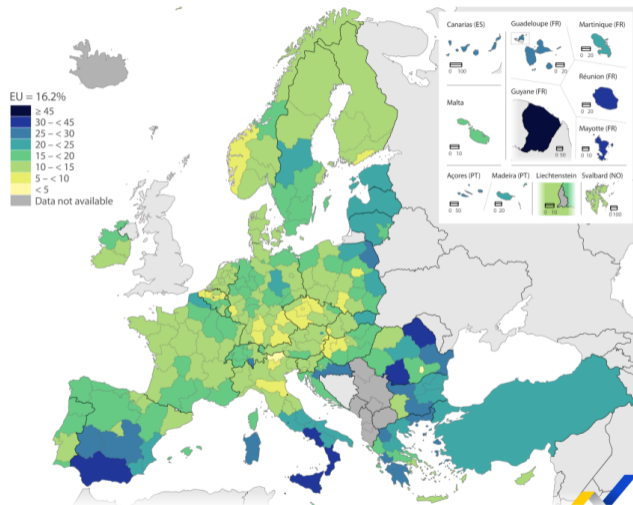 EU = 16.2%
≥ 45
30 – < 45
25 – < 30
20 – < 25
15 – < 20
10 – < 15
5 – < 10
< 5
Data not available
Canarias (ES)
0 100
Guadeloupe (FR)
0 20
Martinique (FR)
0 20
Malta
0 10
Guyane (FR)
0 10
Réunion (FR)
0 20
Mayotte (FR)
0 10
Açores (PT)
0 50
Madeira (PT)
0 20
Liechtenstein
0 10
Svalbard (NO)
0 100